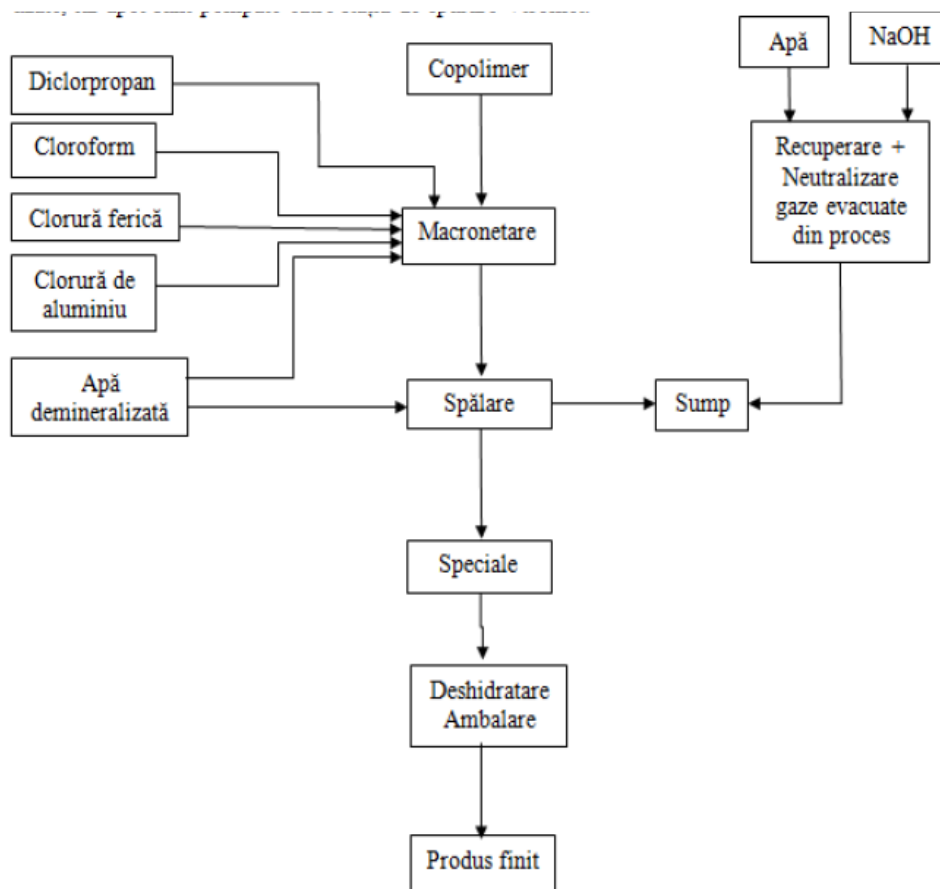 Apă
NaOH
Copolimer
Diclorpropan
Cloroform
Recuperare +
Neutralizare
gaze evacuate
din proces
Clorură ferică
Macronetare
Clorură de
aluminiu
Apă
demineralizată
Spălare
Sump
Speciale
Deshidratare
Ambalare
Produs finit